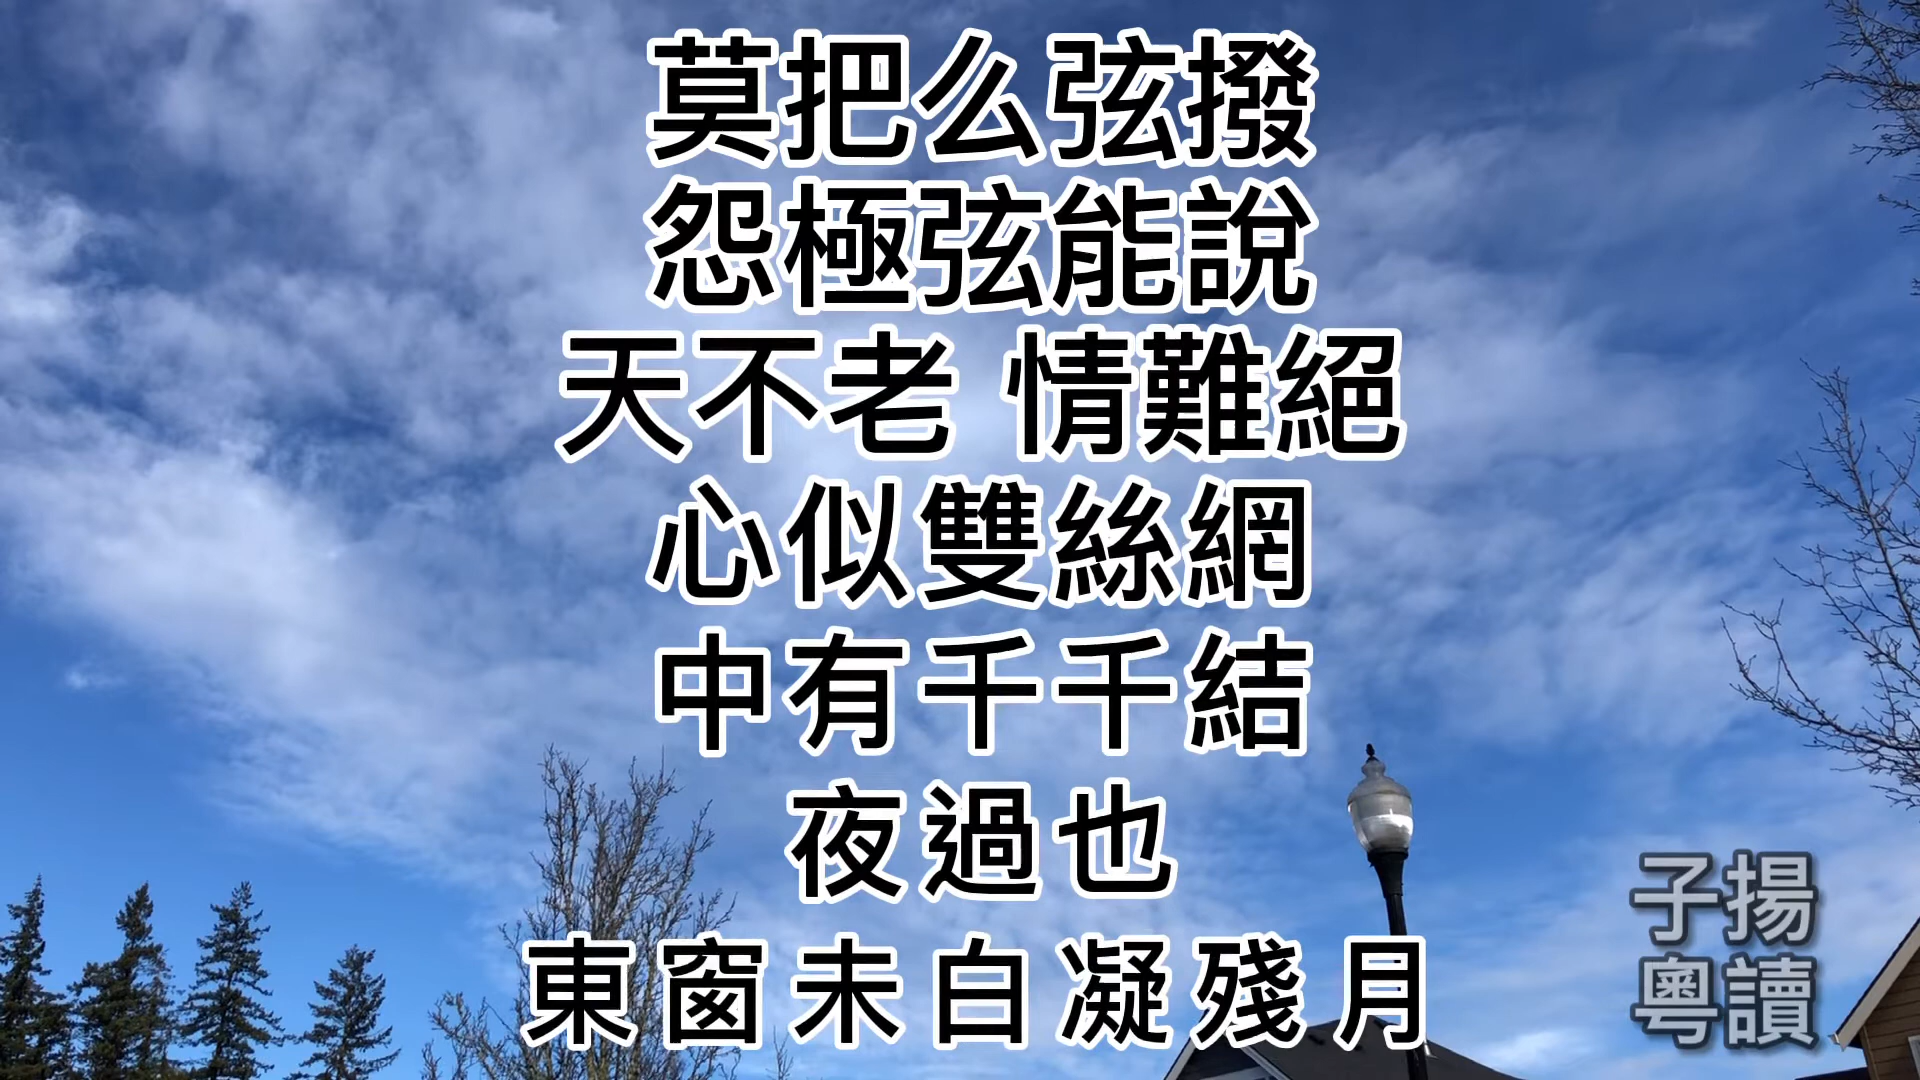 莫把么弦撥
怨極弦能說
天不老 情難絕
心似雙絲網
中有千千結
夜過也
東窗未白凝殘月
子揚
粵讀